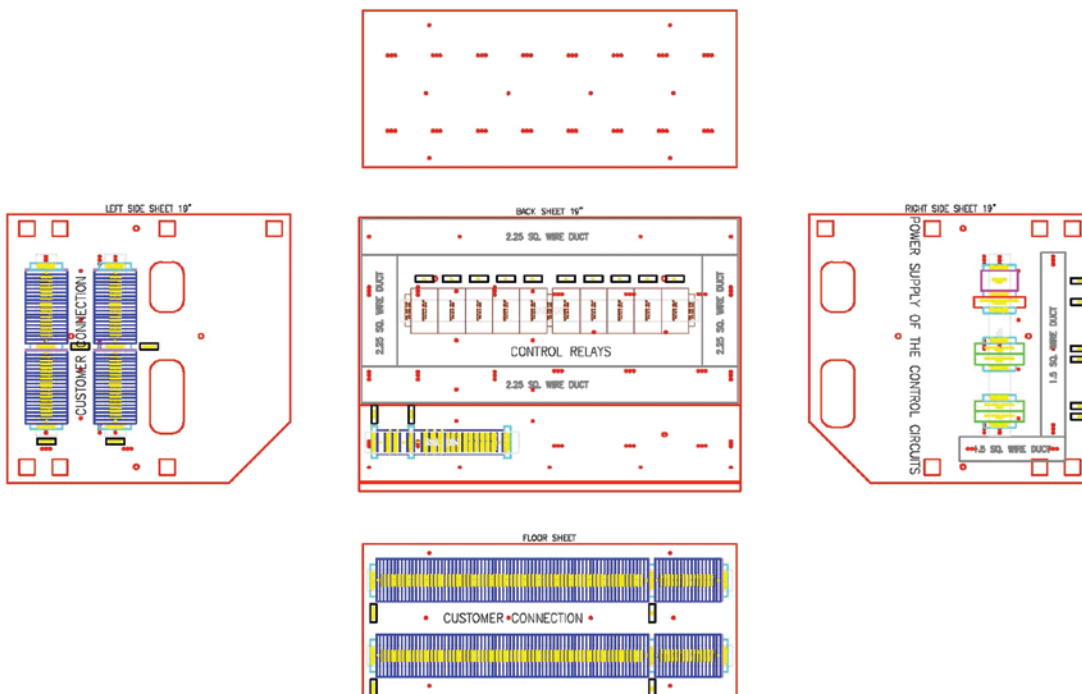 LEFT SIDE SHEET 19"
CUSTOMER CONNECTION
BACK SHEET 19"
2.25 SQ. WIRE DUCT
2.25 SQ. WIRE DUCT
2.25 SQ. WIRE DUCT
CONTROL RELAYS
2.25 SQ. WIRE DUCT
RIGHT SIDE SHEET 19"
POWER SUPPLY OF THE CONTROL CIRCUITS
1.5 SQ. WIRE DUCT
1.5 SQ. WIRE DUCT
FLOOR SHEET
CUSTOMER CONNECTION